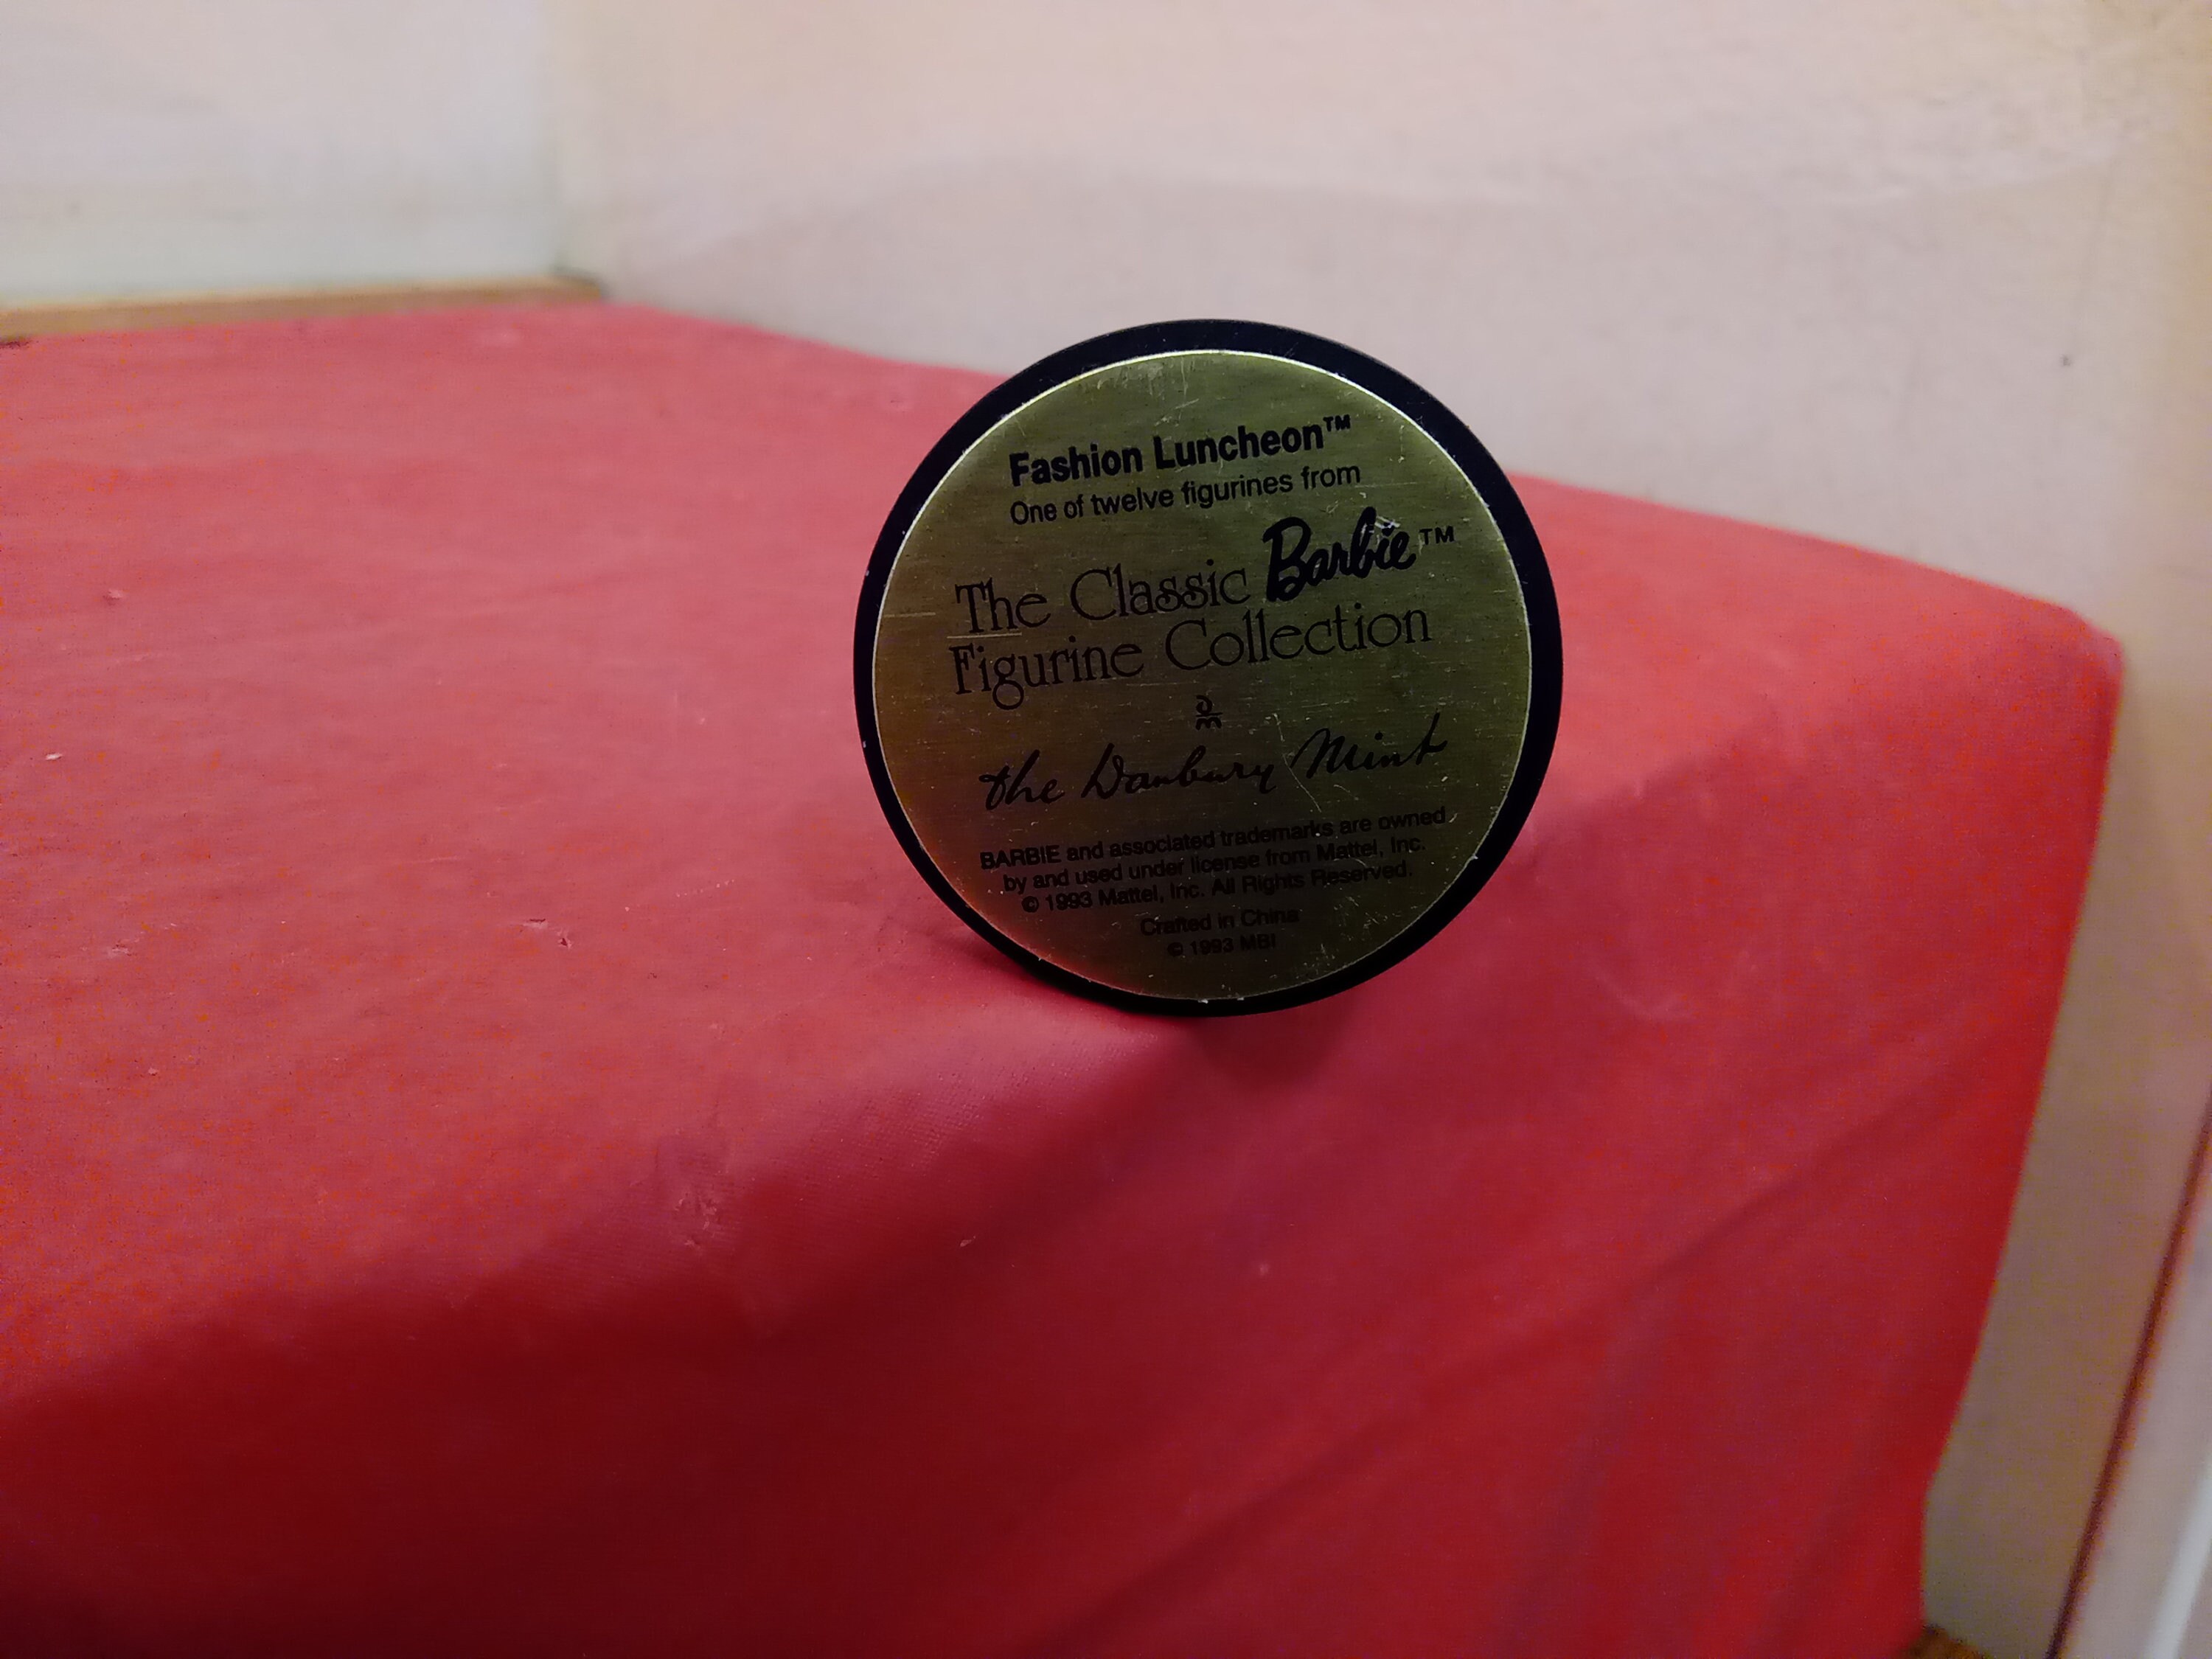 Fashion Luncheon™
One of twelve figurines from
The Classic Barbie™
Figurine Collection
the Danbury Mint
BARBIE and associated trademarks are owned
by and used under license from Mattel, Inc.
© 1993 Mattel, Inc. All Rights Reserved.
Crafted in China
© 1993 MBI